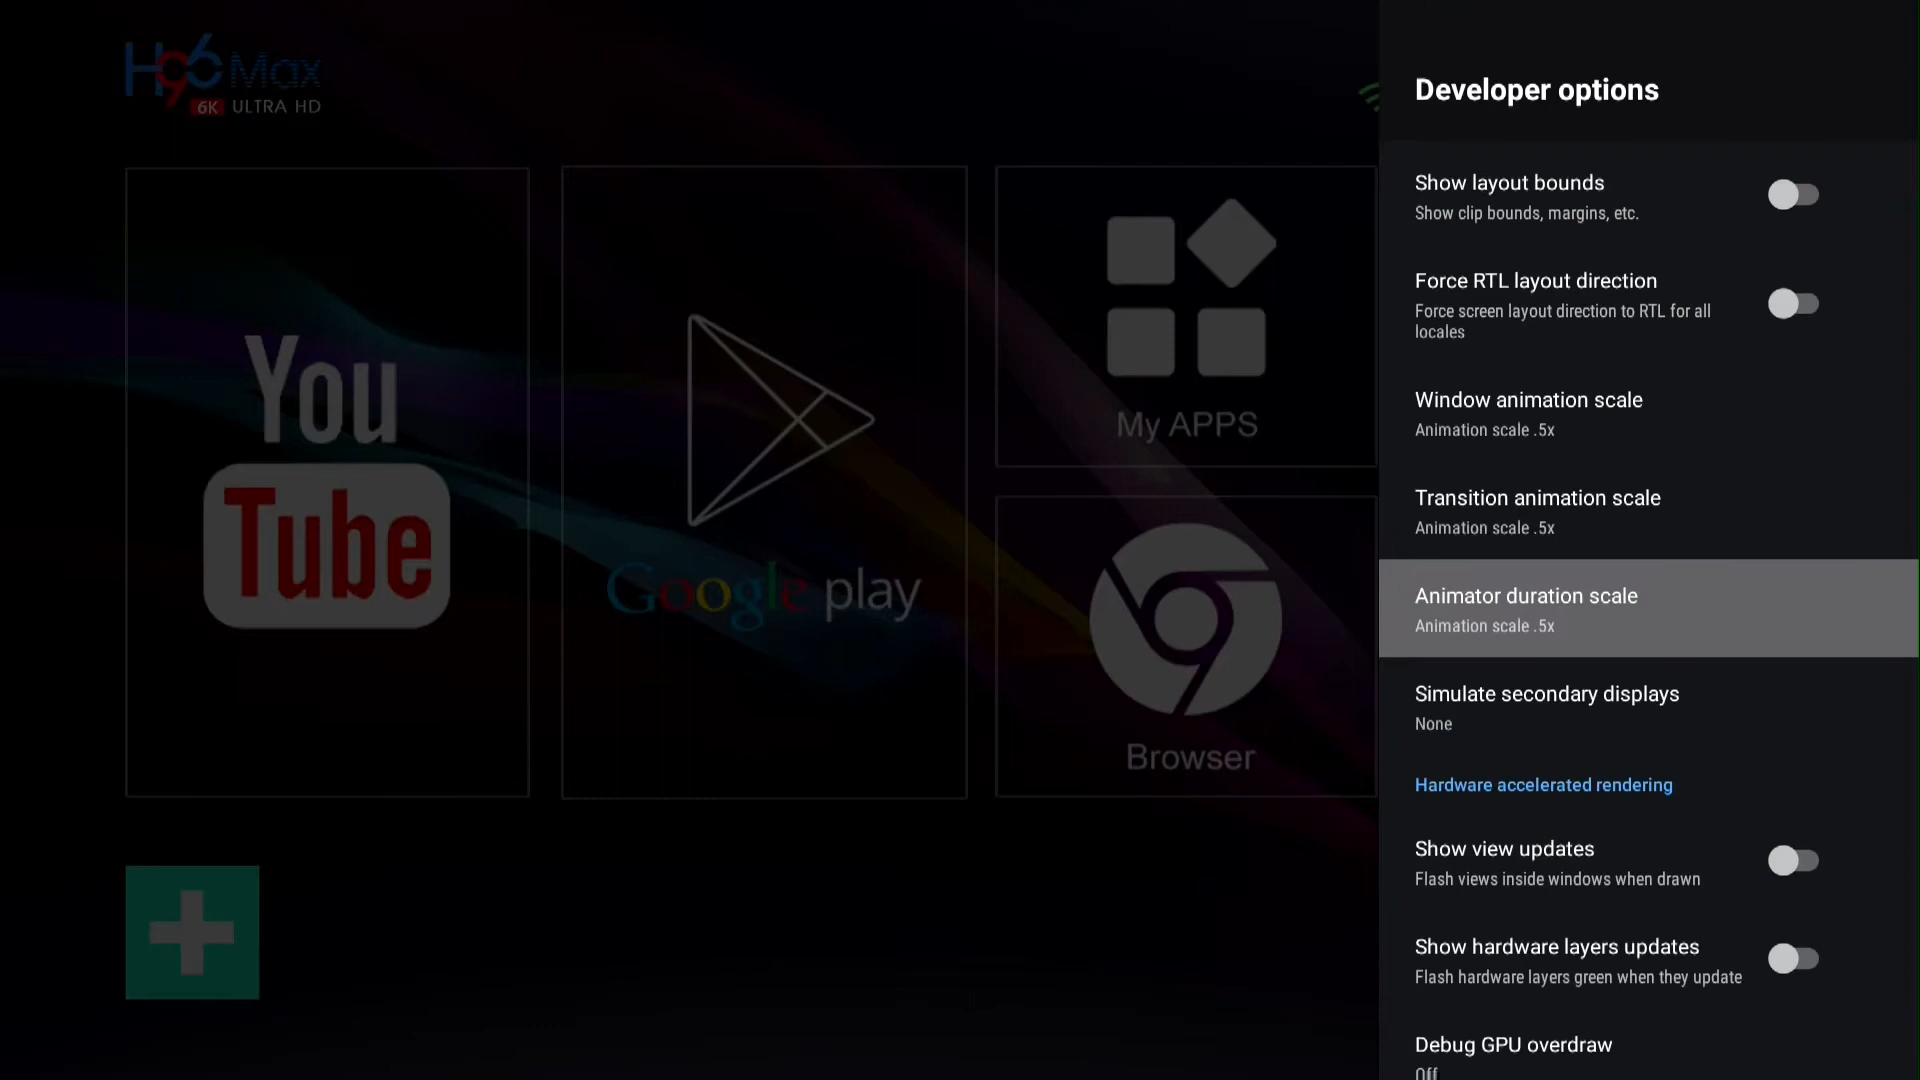 H96 Max
6K ULTRA HD
You
Tube
Google play
My APPS
Browser
Developer options
Show layout bounds
Show clip bounds, margins, etc.
Force RTL layout direction
Force screen layout direction to RTL for all
locales
Window animation scale
Animation scale .5x
Transition animation scale
Animation scale .5x
Animator duration scale
Animation scale .5x
Simulate secondary displays
None
Hardware accelerated rendering
Show view updates
Flash views inside windows when drawn
Show hardware layers updates
Flash hardware layers green when they update
Debug GPU overdraw
Off